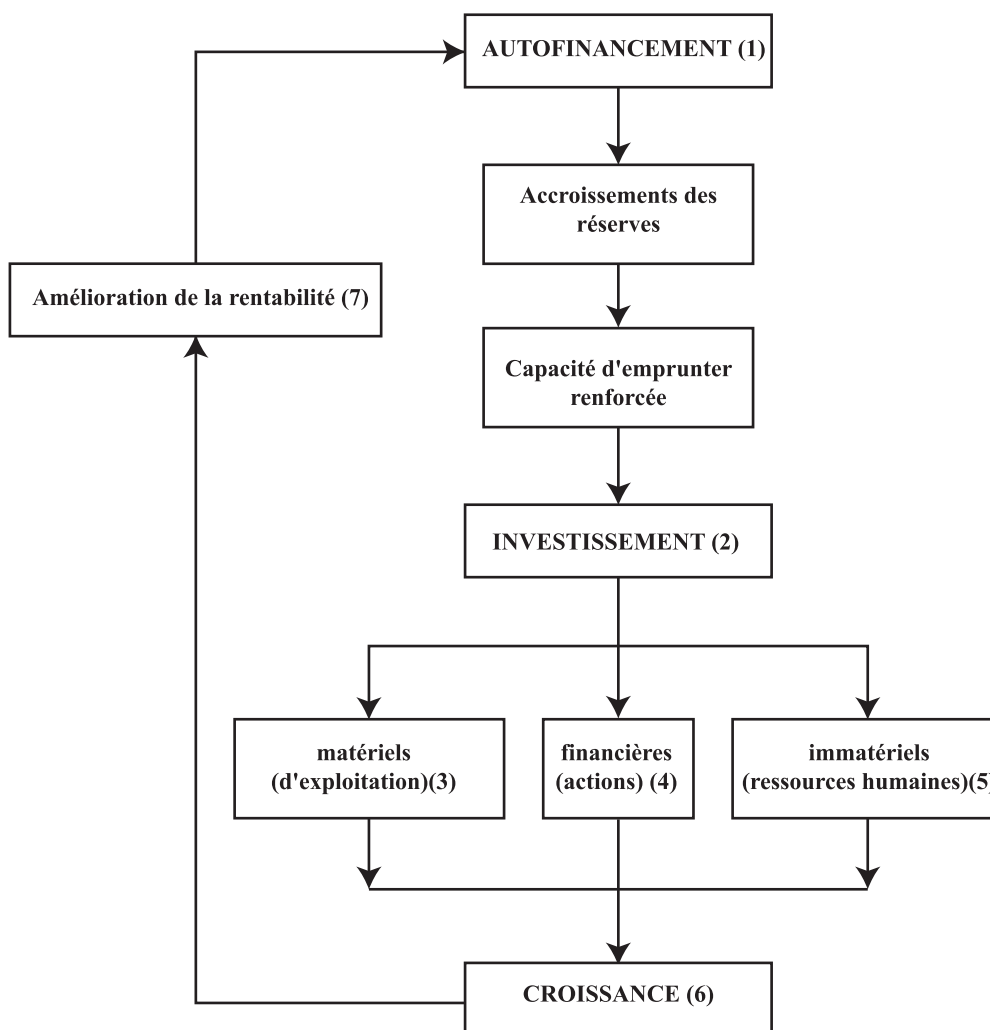 AUTOFINANCEMENT (1)
Accroissements des
réserves
Amélioration de la rentabilité (7)
Capacité d'emprunter
renforcée
INVESTISSEMENT (2)
matériels
(d'exploitation)(3)
financières
(actions) (4)
immatériels
(ressources humaines)(5)
CROISSANCE (6)